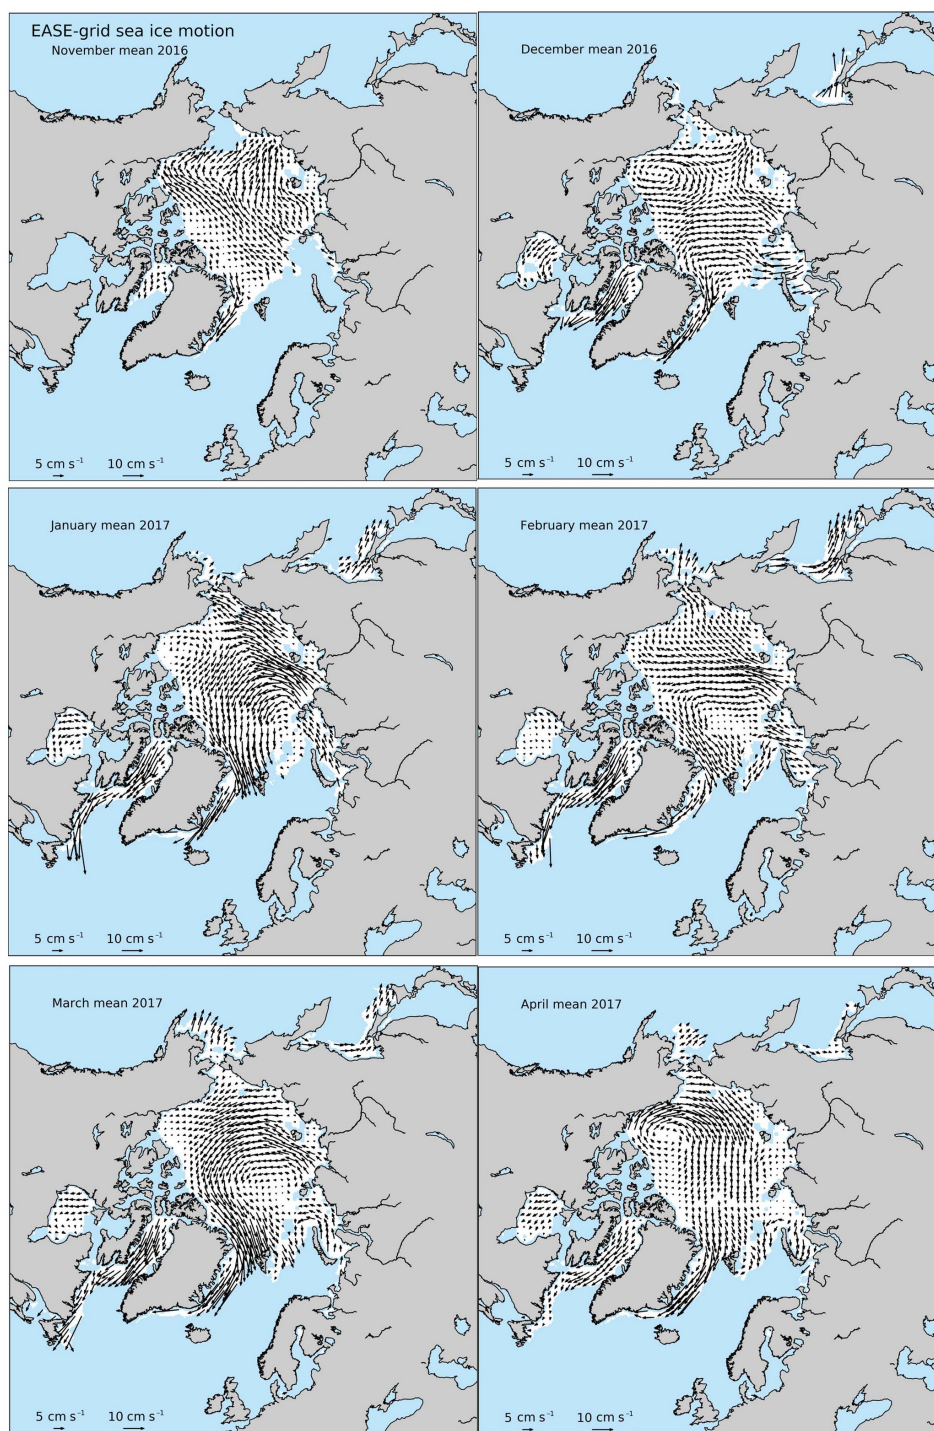 EASE-grid sea ice motion
November mean 2016
5 cm s⁻¹ 10 cm s⁻¹
December mean 2016
5 cm s⁻¹ 10 cm s⁻¹
January mean 2017
5 cm s⁻¹ 10 cm s⁻¹
February mean 2017
5 cm s⁻¹ 10 cm s⁻¹
March mean 2017
5 cm s⁻¹ 10 cm s⁻¹
April mean 2017
5 cm s⁻¹ 10 cm s⁻¹